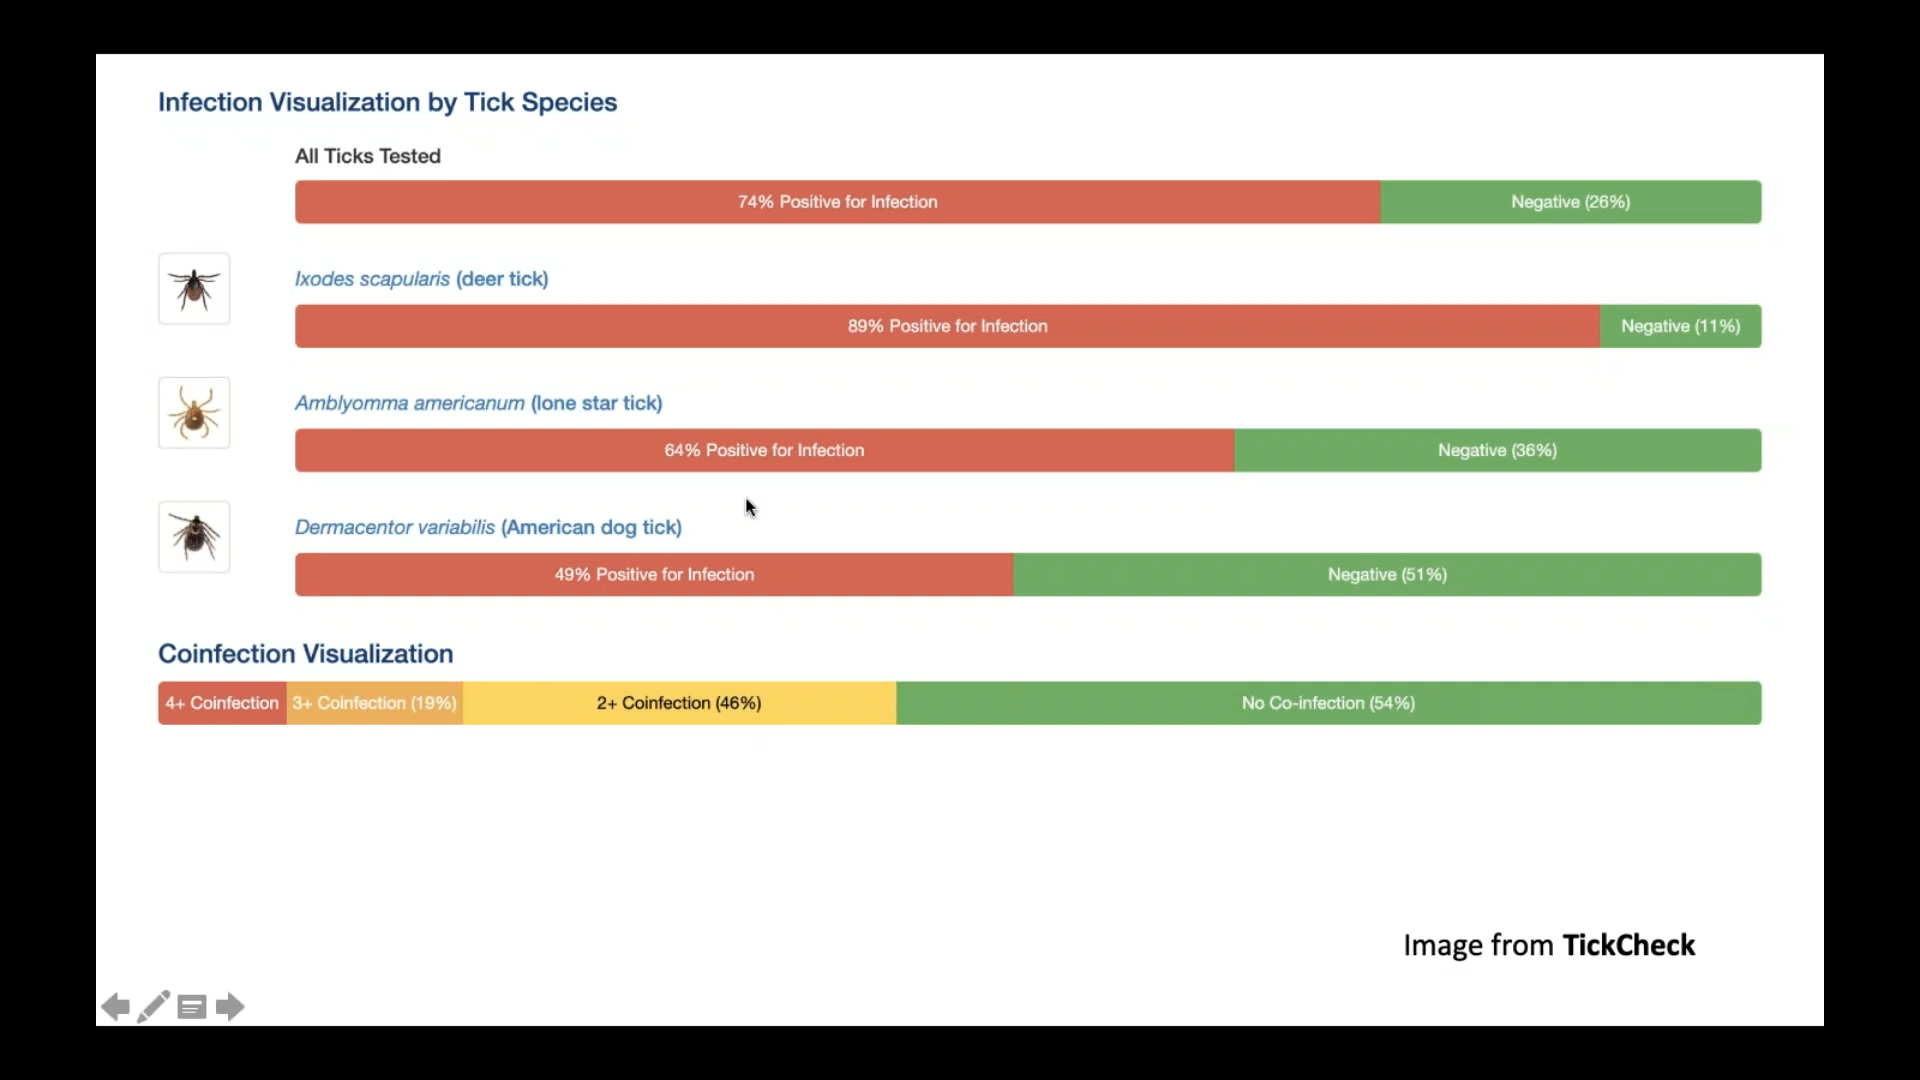 Infection Visualization by Tick Species
All Ticks Tested
74% Positive for Infection
Negative (26%)
Ixodes scapularis (deer tick)
89% Positive for Infection
Negative (11%)
Amblyomma americanum (lone star tick)
64% Positive for Infection
Negative (36%)
Dermacentor variabilis (American dog tick)
49% Positive for Infection
Negative (51%)
Coinfection Visualization
4+ Coinfection
3+ Coinfection (19%)
2+ Coinfection (46%)
No Co-infection (54%)
Image from TickCheck